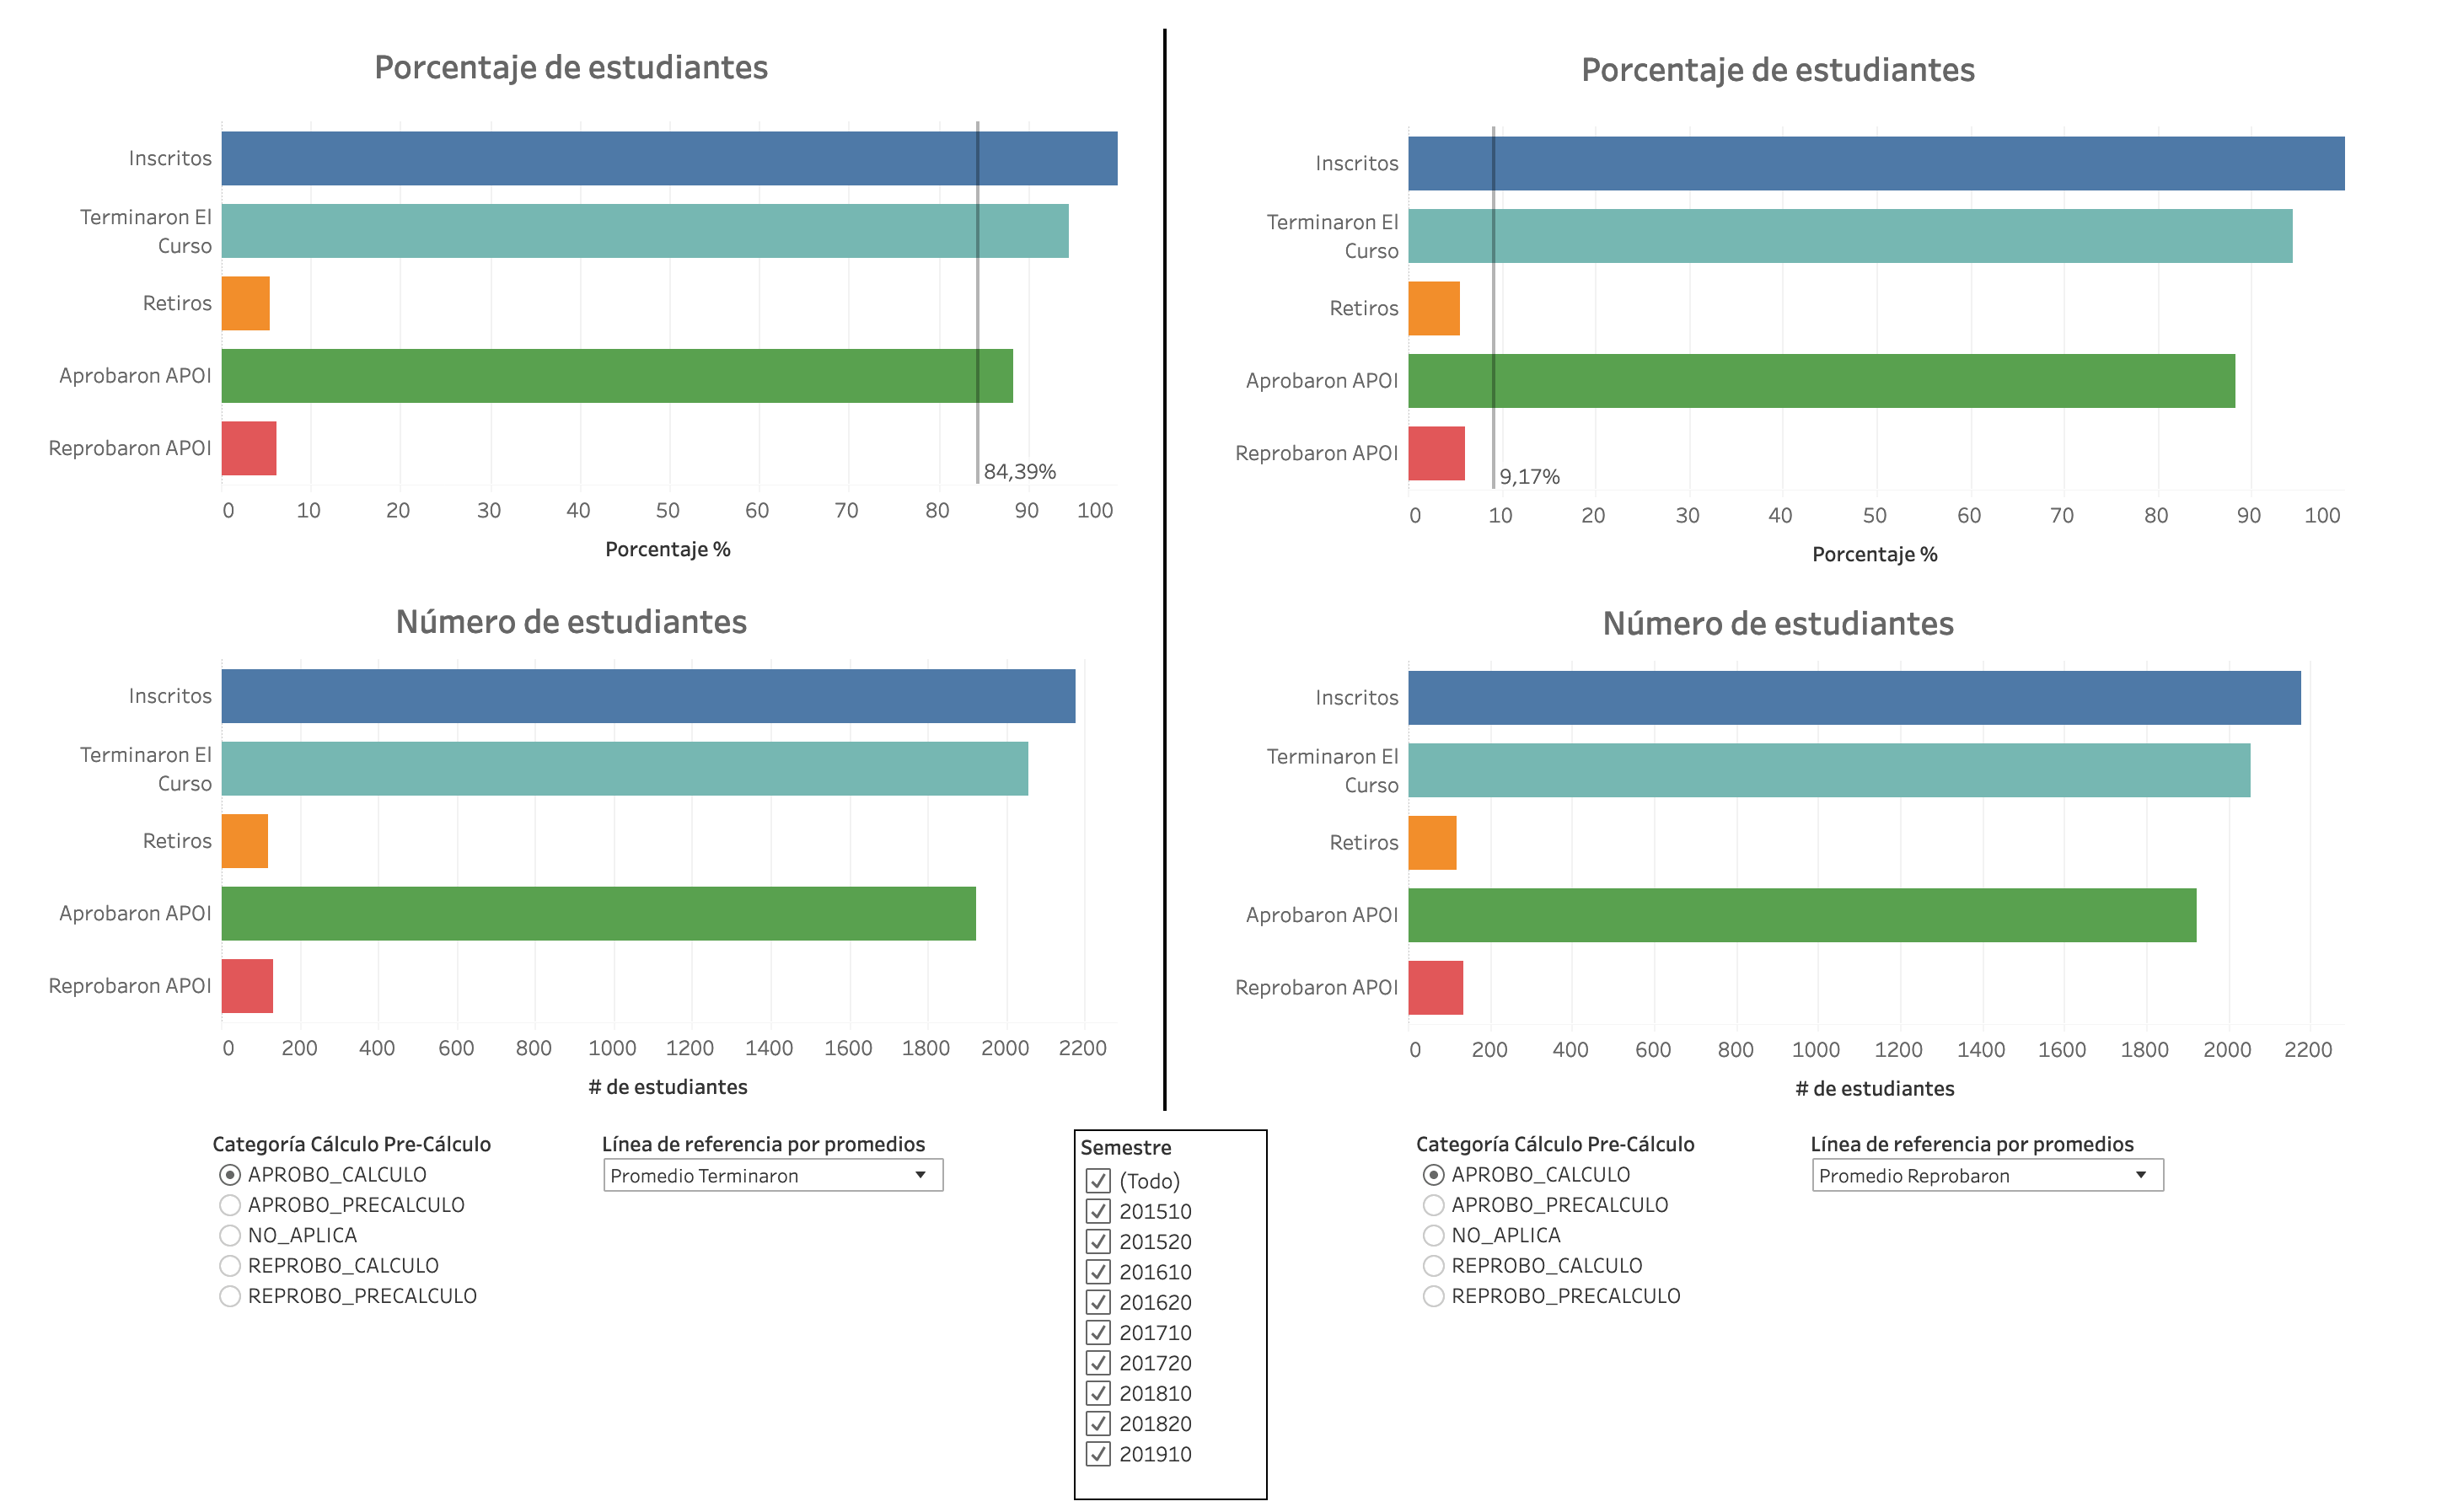 Porcentaje de estudiantes
Inscritos
Terminaron El
Curso
Retiros
Aprobaron APOI
Reprobaron APOI
84,39%
0 10 20 30 40 50 60 70 80 90 100
Porcentaje %
Número de estudiantes
Inscritos
Terminaron El
Curso
Retiros
Aprobaron APOI
Reprobaron APOI
0 200 400 600 800 1000 1200 1400 1600 1800 2000 2200
# de estudiantes
Categoría Cálculo Pre-Cálculo
APROBO_CALCULO
APROBO_PRECALCULO
NO_APLICA
REPROBO_CALCULO
REPROBO_PRECALCULO
Línea de referencia por promedios
Promedio Terminaron
Semestre
(Todo)
201510
201520
201610
201620
201710
201720
201810
201820
201910
Porcentaje de estudiantes
Inscritos
Terminaron El
Curso
Retiros
Aprobaron APOI
Reprobaron APOI
9,17%
0 10 20 30 40 50 60 70 80 90 100
Porcentaje %
Número de estudiantes
Inscritos
Terminaron El
Curso
Retiros
Aprobaron APOI
Reprobaron APOI
0 200 400 600 800 1000 1200 1400 1600 1800 2000 2200
# de estudiantes
Categoría Cálculo Pre-Cálculo
APROBO_CALCULO
APROBO_PRECALCULO
NO_APLICA
REPROBO_CALCULO
REPROBO_PRECALCULO
Línea de referencia por promedios
Promedio Reprobaron